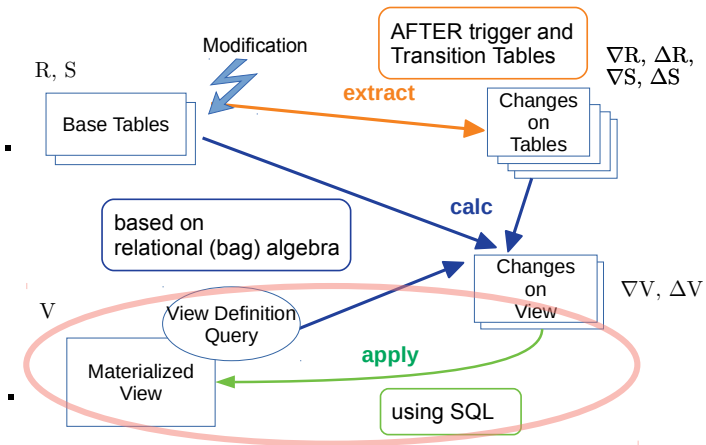 AFTER trigger and
Transition Tables
Modification
R, S
∇R, ΔR,
∇S, ΔS
extract
Base Tables
Changes
on
Tables
calc
based on
relational (bag) algebra
Changes
on
View
∇V, ΔV
V
View Definition
Query
apply
Materialized
View
using SQL